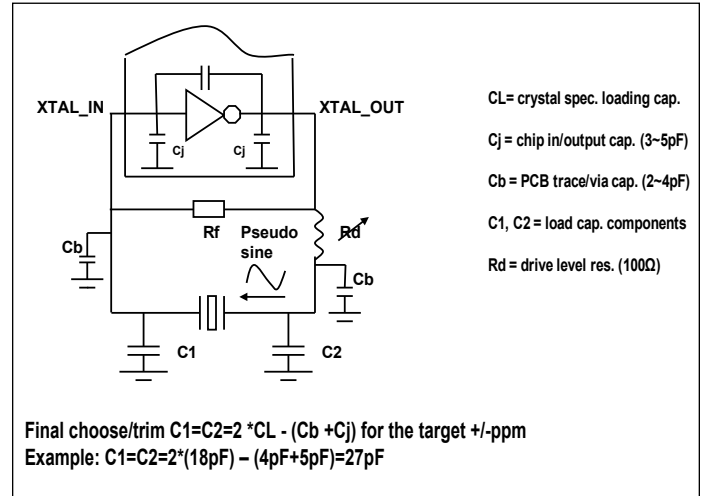 XTAL_IN
XTAL_OUT
Cj
Cj
Rf
Pseudo
sine
Rd
Cb
Cb
C1
C2
CL= crystal spec. loading cap.
Cj = chip in/output cap. (3~5pF)
Cb = PCB trace/via cap. (2~4pF)
C1, C2 = load cap. components
Rd = drive level res. (100Ω)
Final choose/trim C1=C2=2 *CL - (Cb +Cj) for the target +/-ppm
Example: C1=C2=2*(18pF) – (4pF+5pF)=27pF